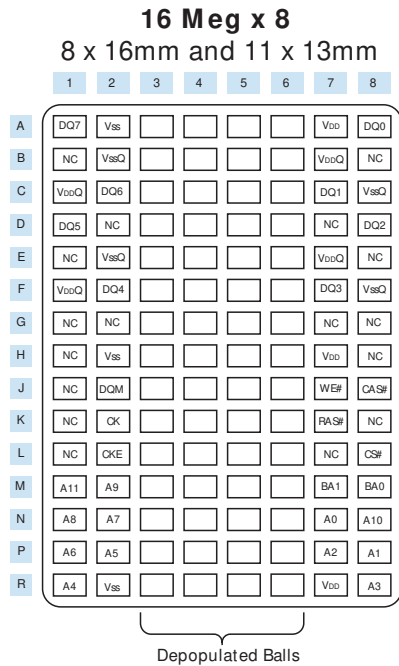 16 Meg x 8
8 x 16mm and 11 x 13mm
1 2 3 4 5 6 7 8
A DQ7 Vss VDD DQ0
B NC VssQ VDDQ NC
C VDDQ DQ6 DQ1 VssQ
D DQ5 NC NC DQ2
E NC VssQ VDDQ NC
F VDDQ DQ4 DQ3 VssQ
G NC NC NC NC
H NC Vss VDD NC
J NC DQM WE# CAS#
K NC CK RAS# NC
L NC CKE NC CS#
M A11 A9 BA1 BA0
N A8 A7 A0 A10
P A6 A5 A2 A1
R A4 Vss VDD A3
Depopulated Balls